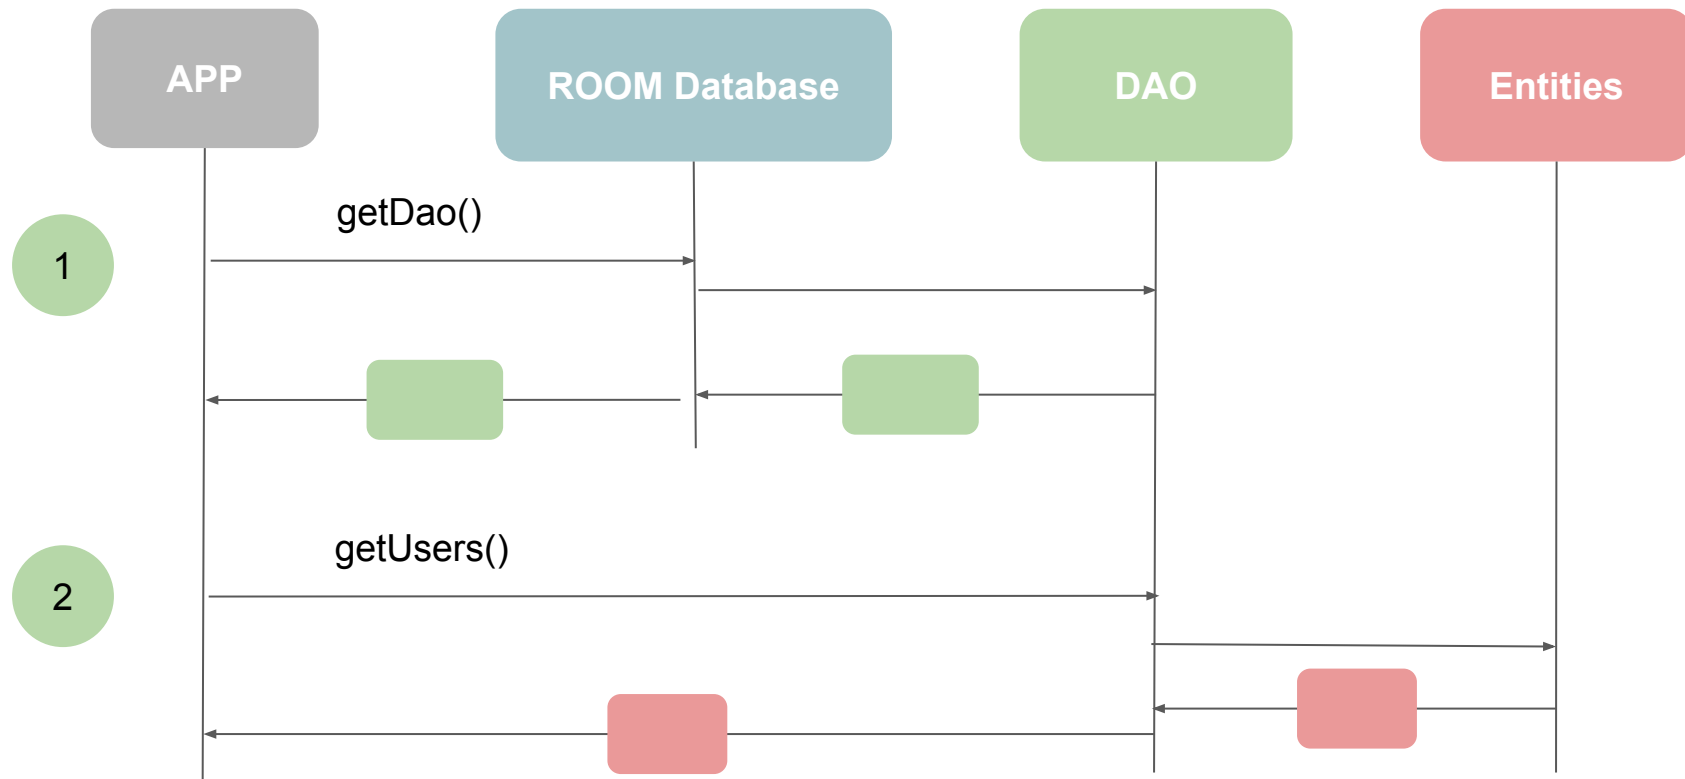 APP
ROOM Database
DAO
Entities
getDao()
1
getUsers()
2